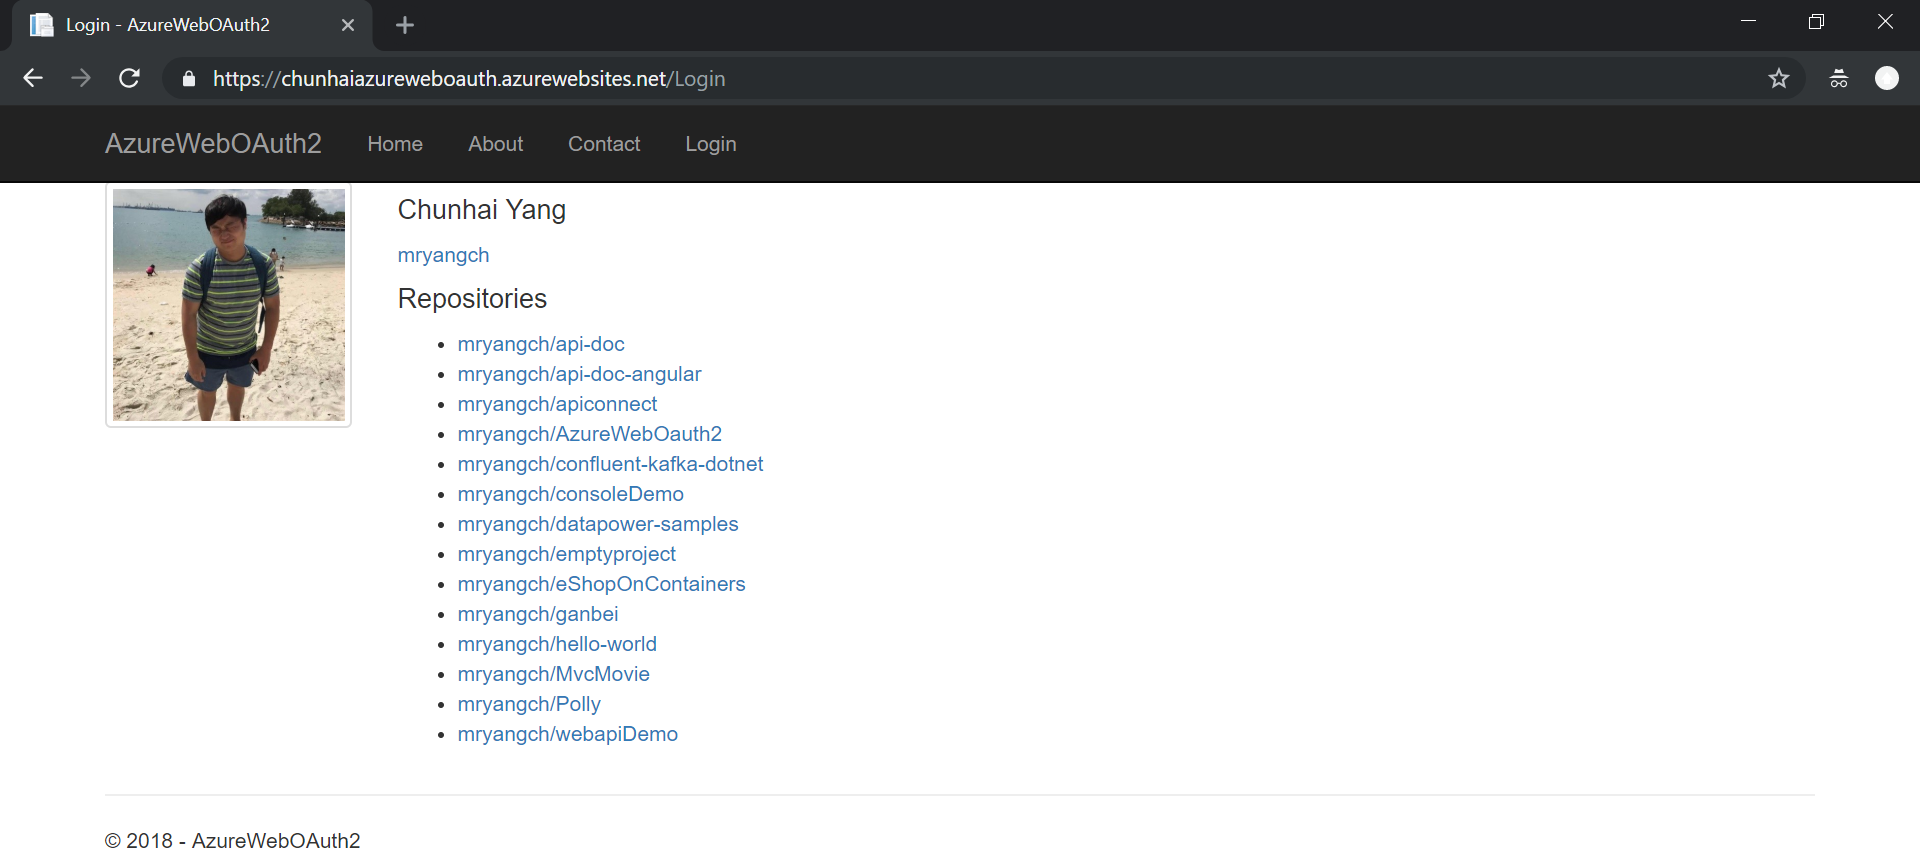 Login - AzureWebOAuth2
https://chunhaiazureweboauth.azurewebsites.net/Login
AzureWebOAuth2 Home About Contact Login
Chunhai Yang
mryangch
Repositories
mryangch/api-doc
mryangch/api-doc-angular
mryangch/apiconnect
mryangch/AzureWebOauth2
mryangch/confluent-kafka-dotnet
mryangch/consoleDemo
mryangch/datapower-samples
mryangch/emptyproject
mryangch/eShopOnContainers
mryangch/ganbei
mryangch/hello-world
mryangch/MvcMovie
mryangch/Polly
mryangch/webapiDemo
© 2018 - AzureWebOAuth2